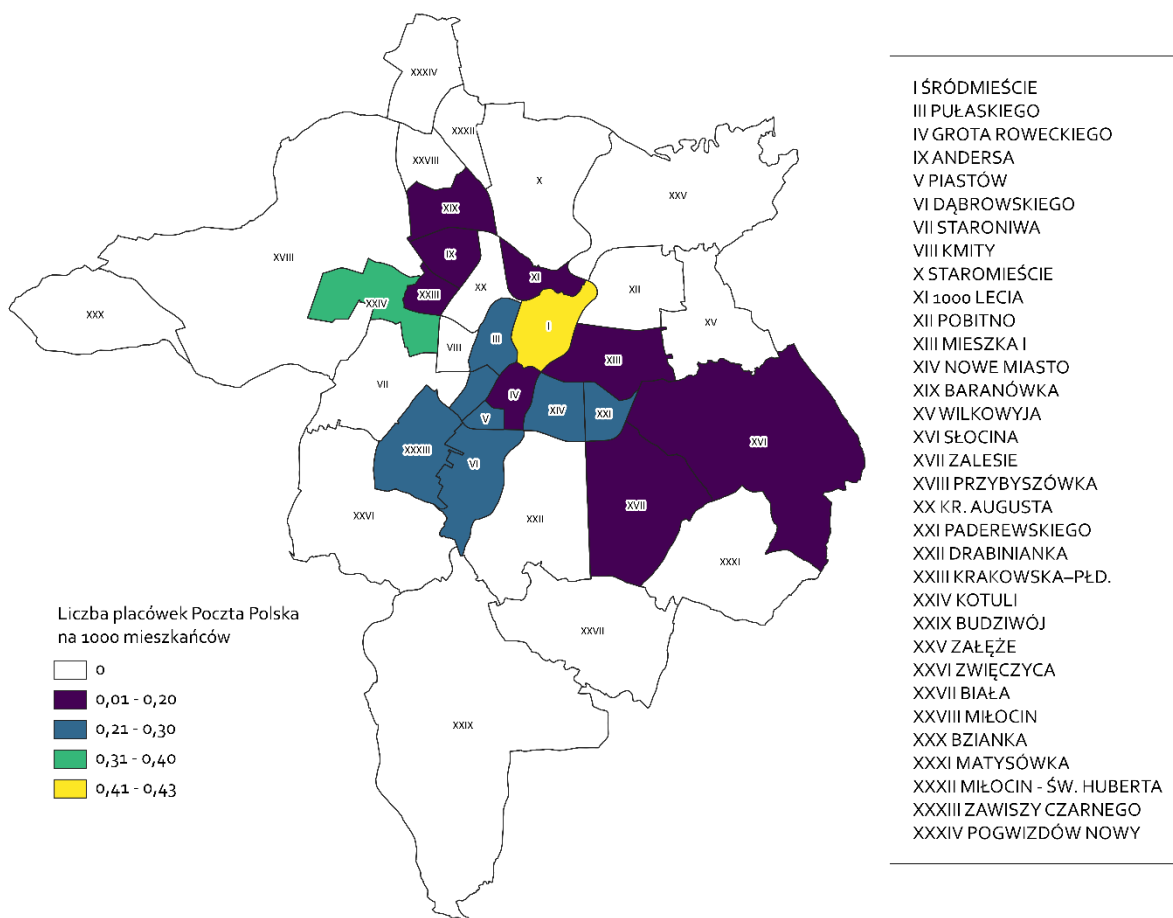 XXXIV
XXXII
XXVIII
X
XXV
XIX
IX
XVIII
XI
XX
XII
XXIII
XXIV
XXX
I
XV
III
VIII
XIII
VII
IV
XIV
XXI
V
XVI
XXXIII
VI
XVII
XXII
XXVI
XXXI
XXVII
XXIX
Liczba placówek Poczta Polska
na 1000 mieszkańców
0
0,01 - 0,20
0,21 - 0,30
0,31 - 0,40
0,41 - 0,43
I ŚRÓDMIEŚCIE
III PUŁASKIEGO
IV GROTA ROWECKIEGO
IX ANDERSA
V PIASTÓW
VI DĄBROWSKIEGO
VII STARONIWA
VIII KMITY
X STAROMIEŚCIE
XI 1000 LECIA
XII POBITNO
XIII MIESZKA I
XIV NOWE MIASTO
XIX BARANÓWKA
XV WILKOWYJA
XVI SŁOCINA
XVII ZALESIE
XVIII PRZYBYSZÓWKA
XX KR. AUGUSTA
XXI PADEREWSKIEGO
XXII DRABINIANKA
XXIII KRAKOWSKA–PŁD.
XXIV KOTULI
XXIX BUDZIWÓJ
XXV ZAŁĘŻE
XXVI ZWIĘCZYCA
XXVII BIAŁA
XXVIII MIŁOCIN
XXX BZIANKA
XXXI MATYSÓWKA
XXXII MIŁOCIN - ŚW. HUBERTA
XXXIII ZAWISZY CZARNEGO
XXXIV POGWIZDÓW NOWY